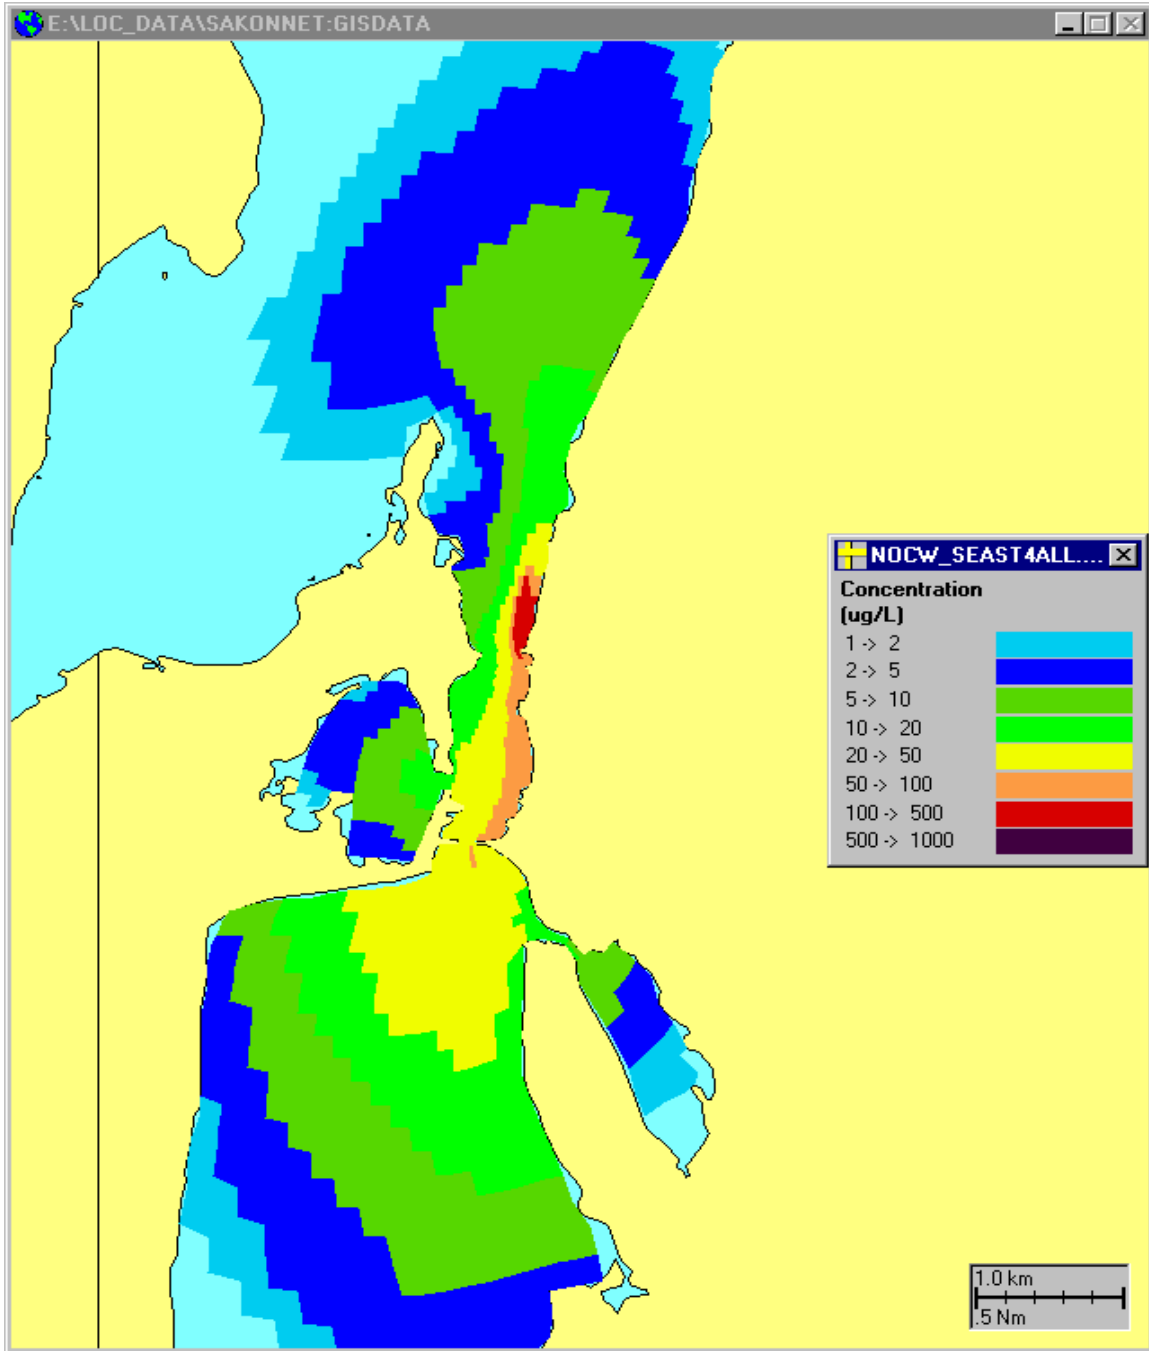 E:\LOC_DATA\SAKONNET:GISDATA
NOCW_SEAST4ALL....
Concentration
(ug/L)
1 -> 2
2 -> 5
5 -> 10
10 -> 20
20 -> 50
50 -> 100
100 -> 500
500 -> 1000
1.0 km
.5 Nm